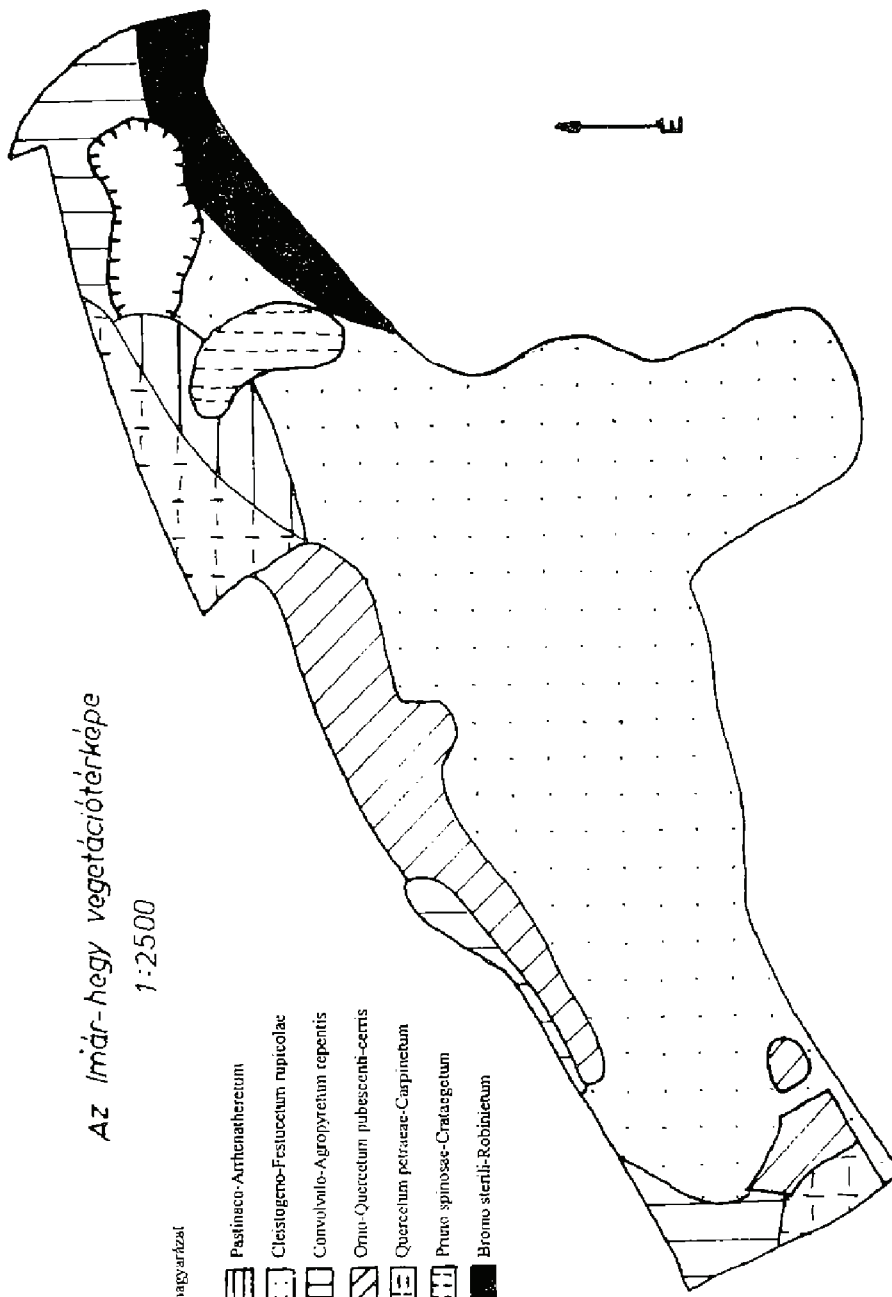 Az Imár-hegy vegetációtérképe
1:2500
Pastinaco-Arrhenatheretum
Cleistogeno-Festucetum rupicolae
Convolvulo-Agropyretum repentis
Orno-Quercetum pubescenti-cerris
Quercetum petraeae-Carpinetum
Pruno spinosae-Crataegetum
Bromo sterili-Robinietum